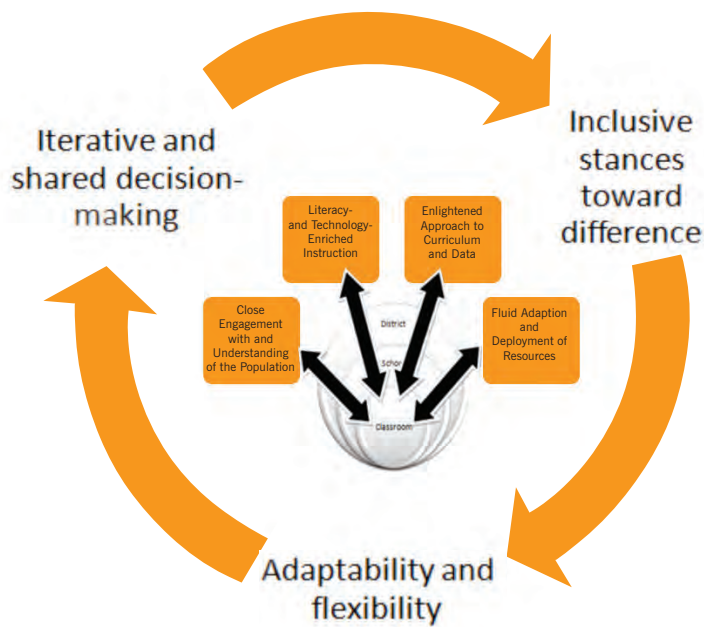 Iterative and
shared decision-
making
Inclusive
stances
toward
difference
Literacy-
and Technology-
Enriched
Instruction
Enlightened
Approach to
Curriculum
and Data
Close
Engagement
with and
Understanding
of the Population
Fluid Adaption
and
Deployment of
Resources
District
Classroom
Adaptability and
flexibility